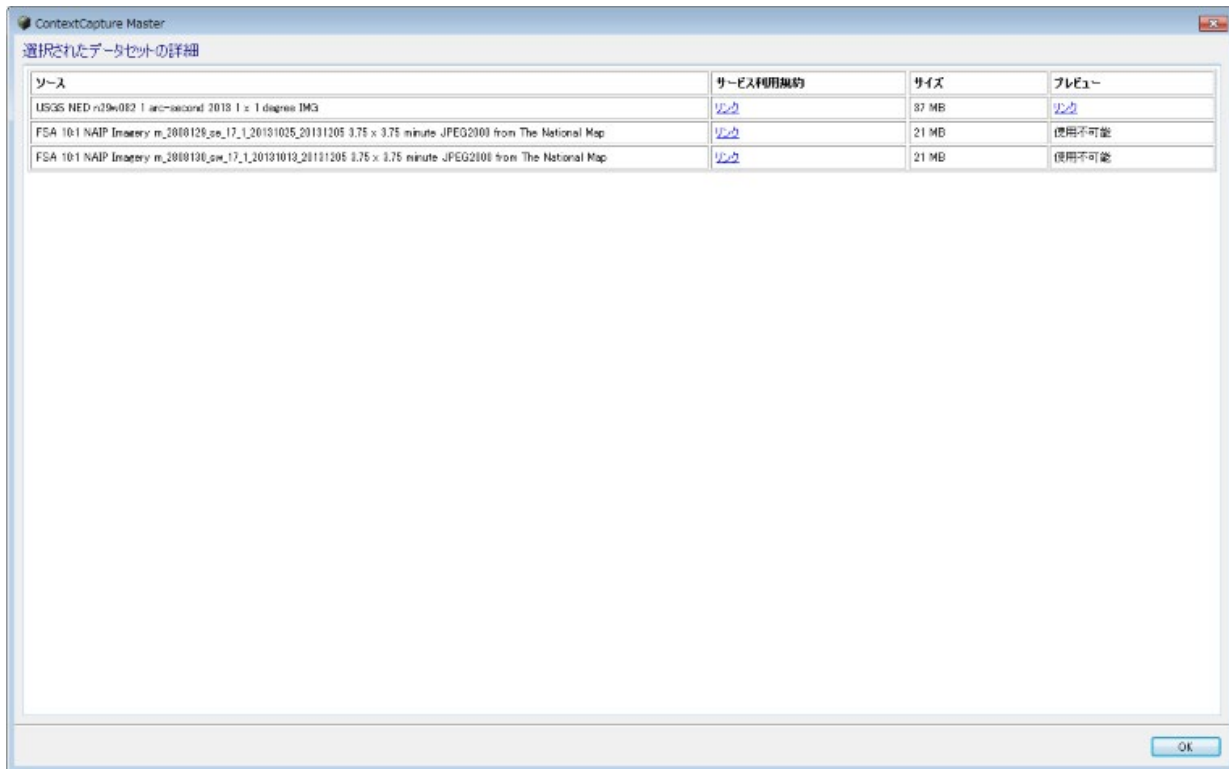 ContextCapture Master
選択されたデータセットの詳細
ソース サービス利用規約 サイズ プレビュー
USGS NED n29w082 1 arc-second 2013 1 x 1 degree IMG リンク 37 MB リンク
FSA 10:1 NAIP Imagery m_2808129_se_17_1_20131025_20131205 3.75 x 3.75 minute JPEG2000 from The National Map リンク 21 MB 使用不可能
FSA 10:1 NAIP Imagery m_2808130_sw_17_1_20131013_20131205 3.75 x 3.75 minute JPEG2000 from The National Map リンク 21 MB 使用不可能
OK